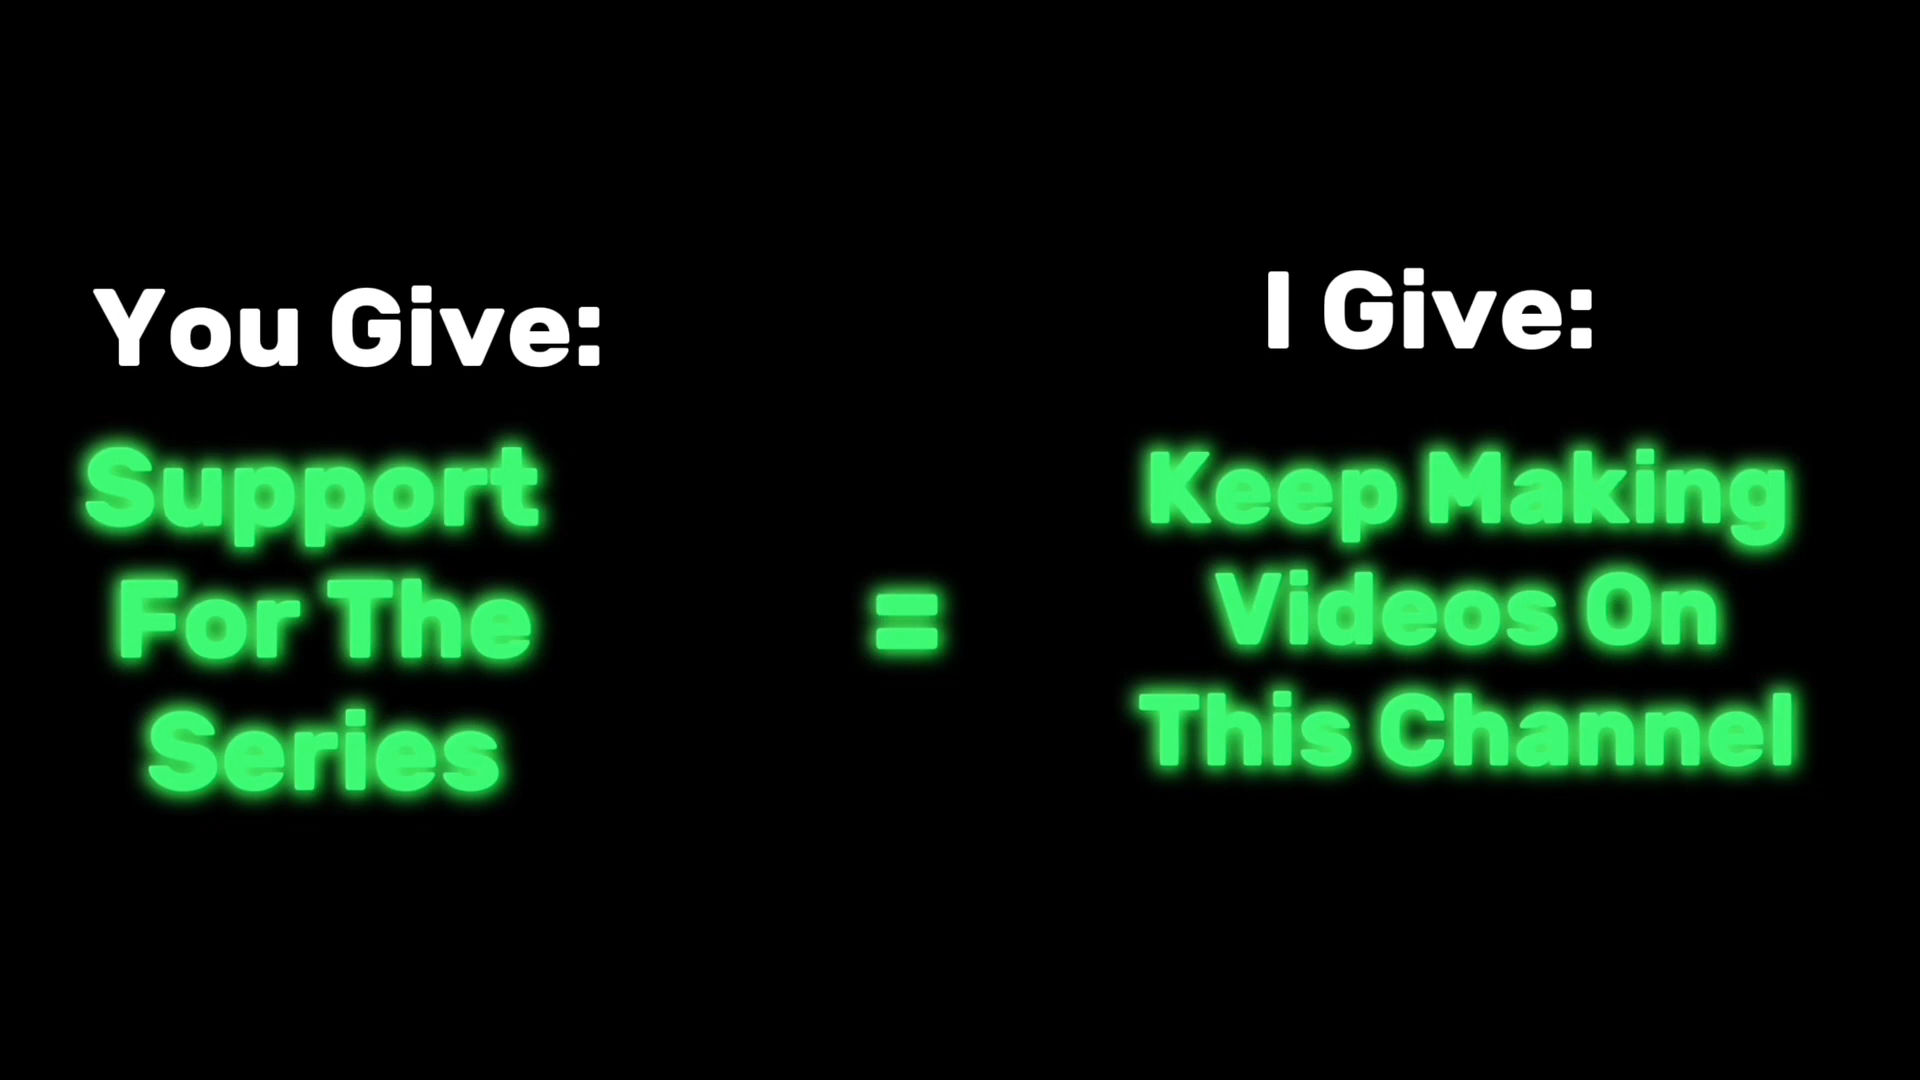 You Give:
Support
For The
Series
=
I Give:
Keep Making
Videos On
This Channel